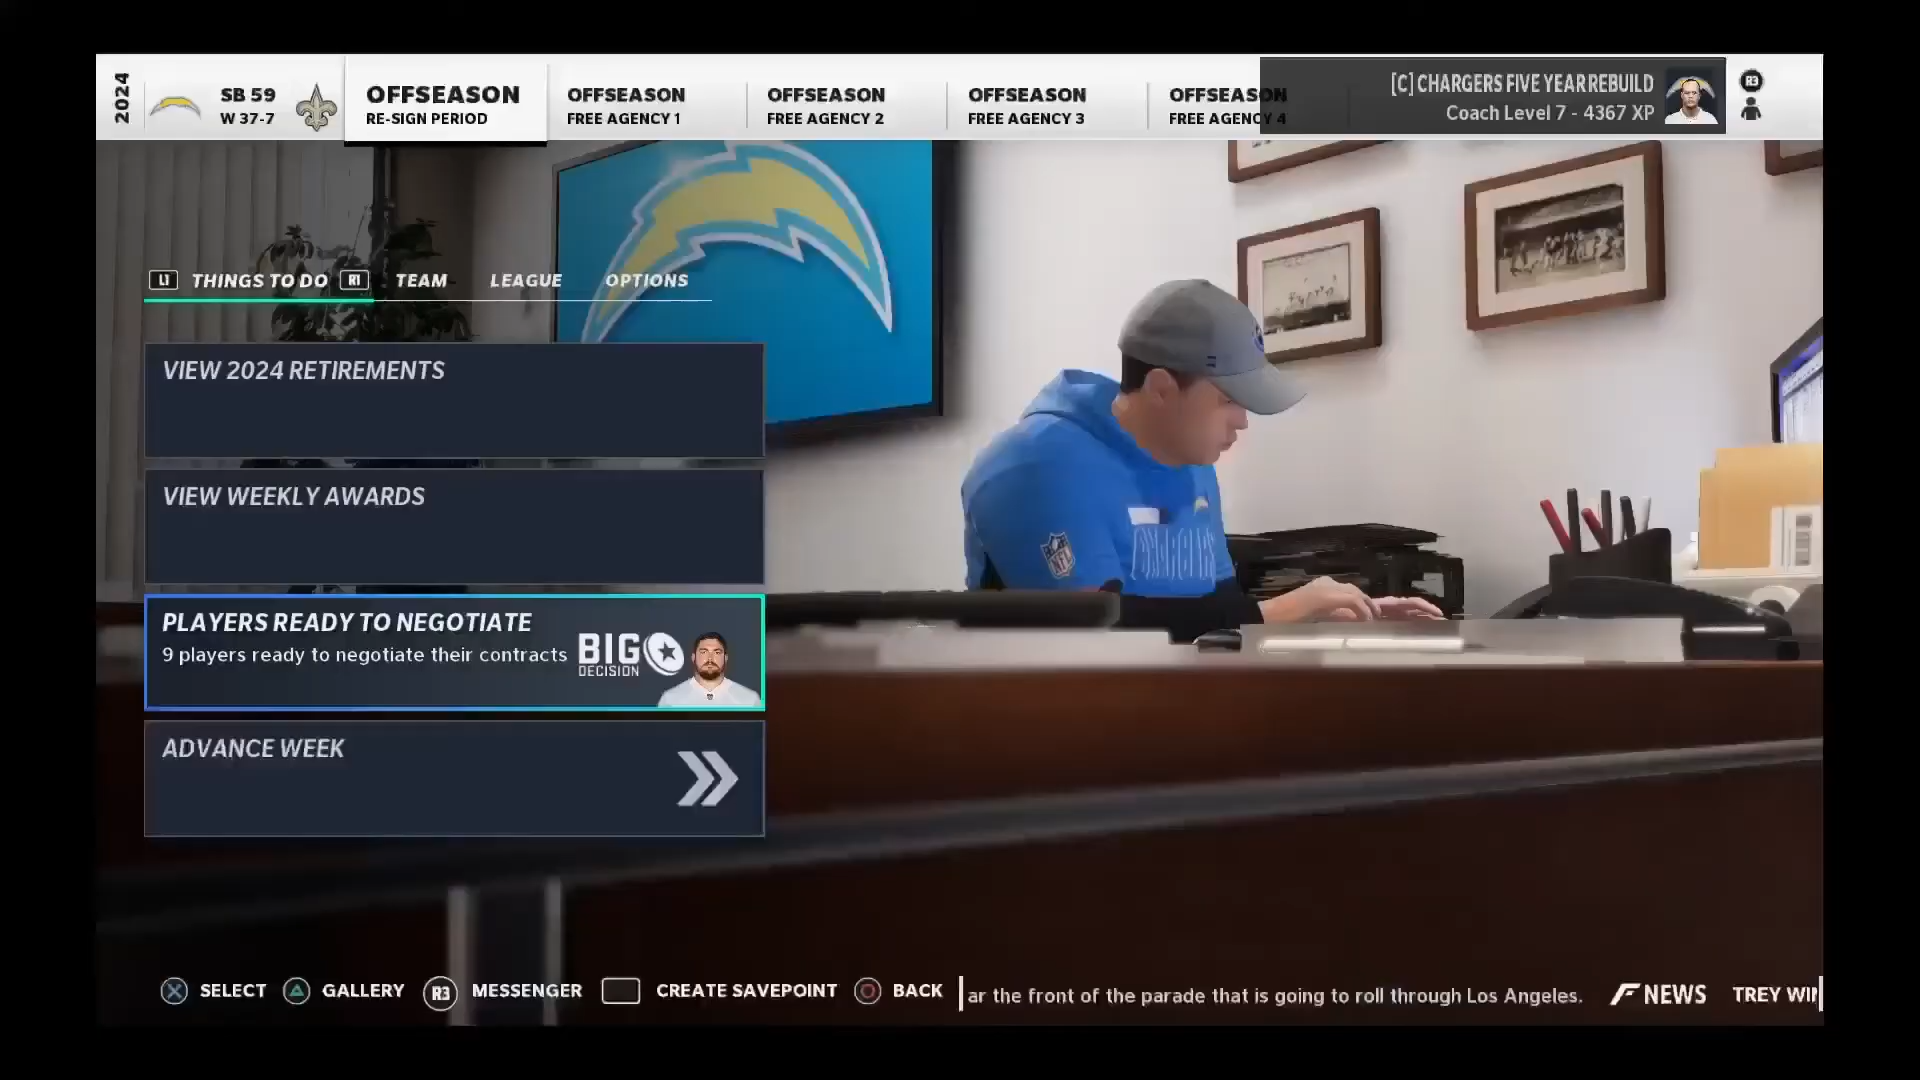 2024
SB 59
W 37-7
OFFSEASON
RE-SIGN PERIOD
OFFSEASON
FREE AGENCY 1
OFFSEASON
FREE AGENCY 2
OFFSEASON
FREE AGENCY 3
OFFSEASON
FREE AGENCY 4
[C] CHARGERS FIVE YEAR REBUILD
Coach Level 7 - 4367 XP
R3
L1 THINGS TO DO R1 TEAM LEAGUE OPTIONS
VIEW 2024 RETIREMENTS
VIEW WEEKLY AWARDS
PLAYERS READY TO NEGOTIATE
9 players ready to negotiate their contracts
BIG
DECISION
ADVANCE WEEK
NFL
SELECT GALLERY R3 MESSENGER CREATE SAVEPOINT BACK
ar the front of the parade that is going to roll through Los Angeles. NEWS TREY